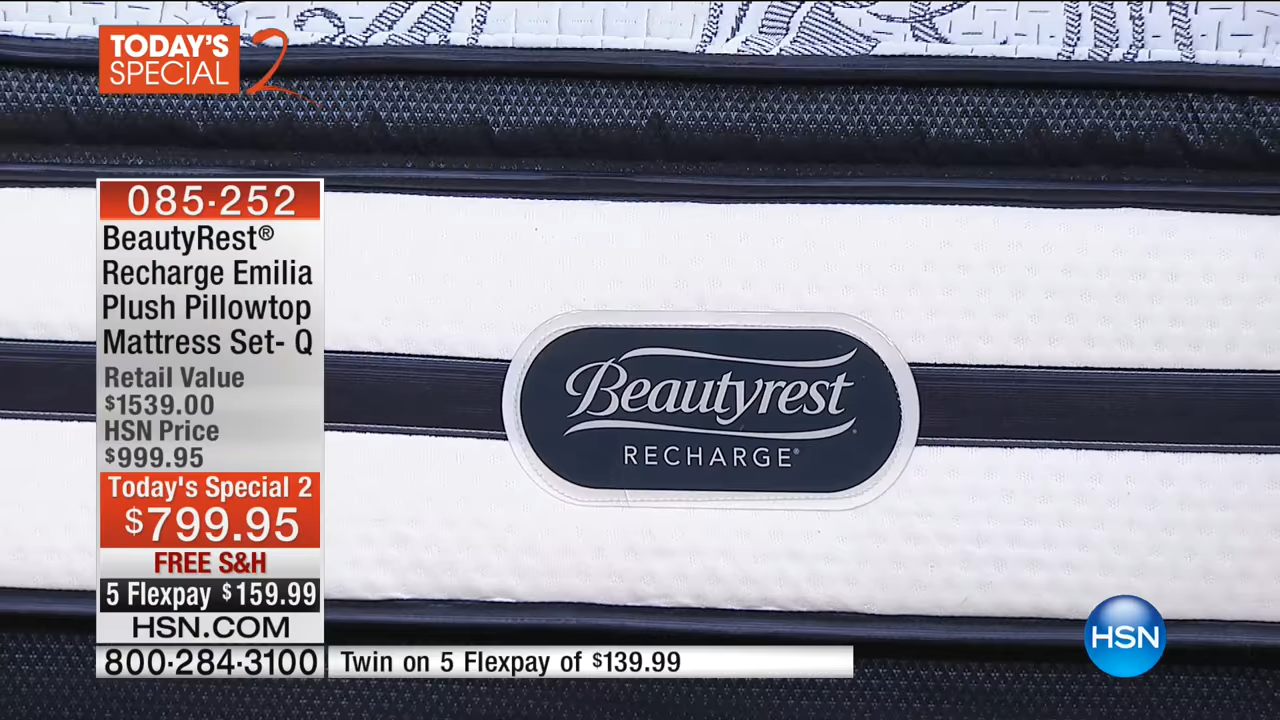 TODAY'S
SPECIAL 2
085-252
BeautyRest®
Recharge Emilia
Plush Pillowtop
Mattress Set- Q
Retail Value
$1539.00
HSN Price
$999.95
Today's Special 2
$799.95
FREE S&H
5 Flexpay $159.99
HSN.COM
800-284-3100
Twin on 5 Flexpay of $139.99
Beautyrest®
RECHARGE®
HSN